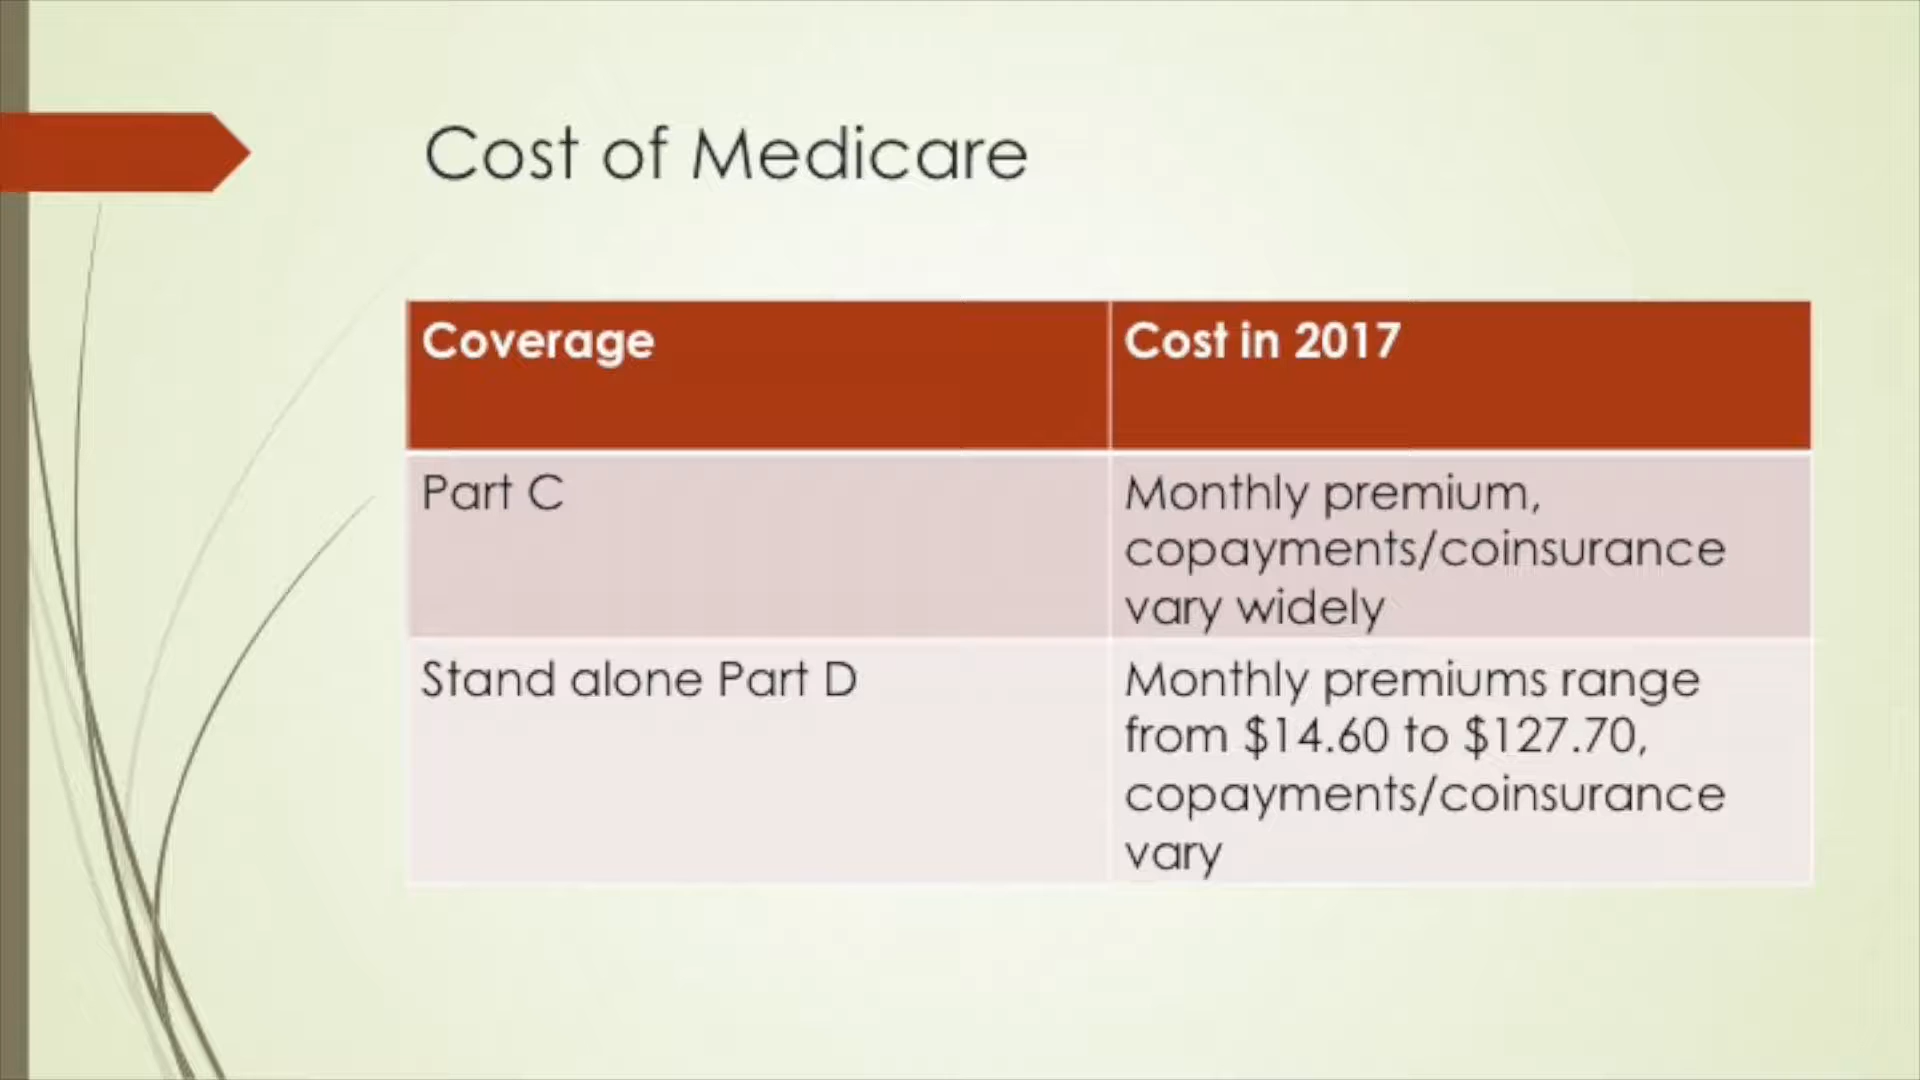 Cost of Medicare
Coverage
Cost in 2017
Part C
Monthly premium,
copayments/coinsurance
vary widely
Stand alone Part D
Monthly premiums range
from $14.60 to $127.70,
copayments/coinsurance
vary